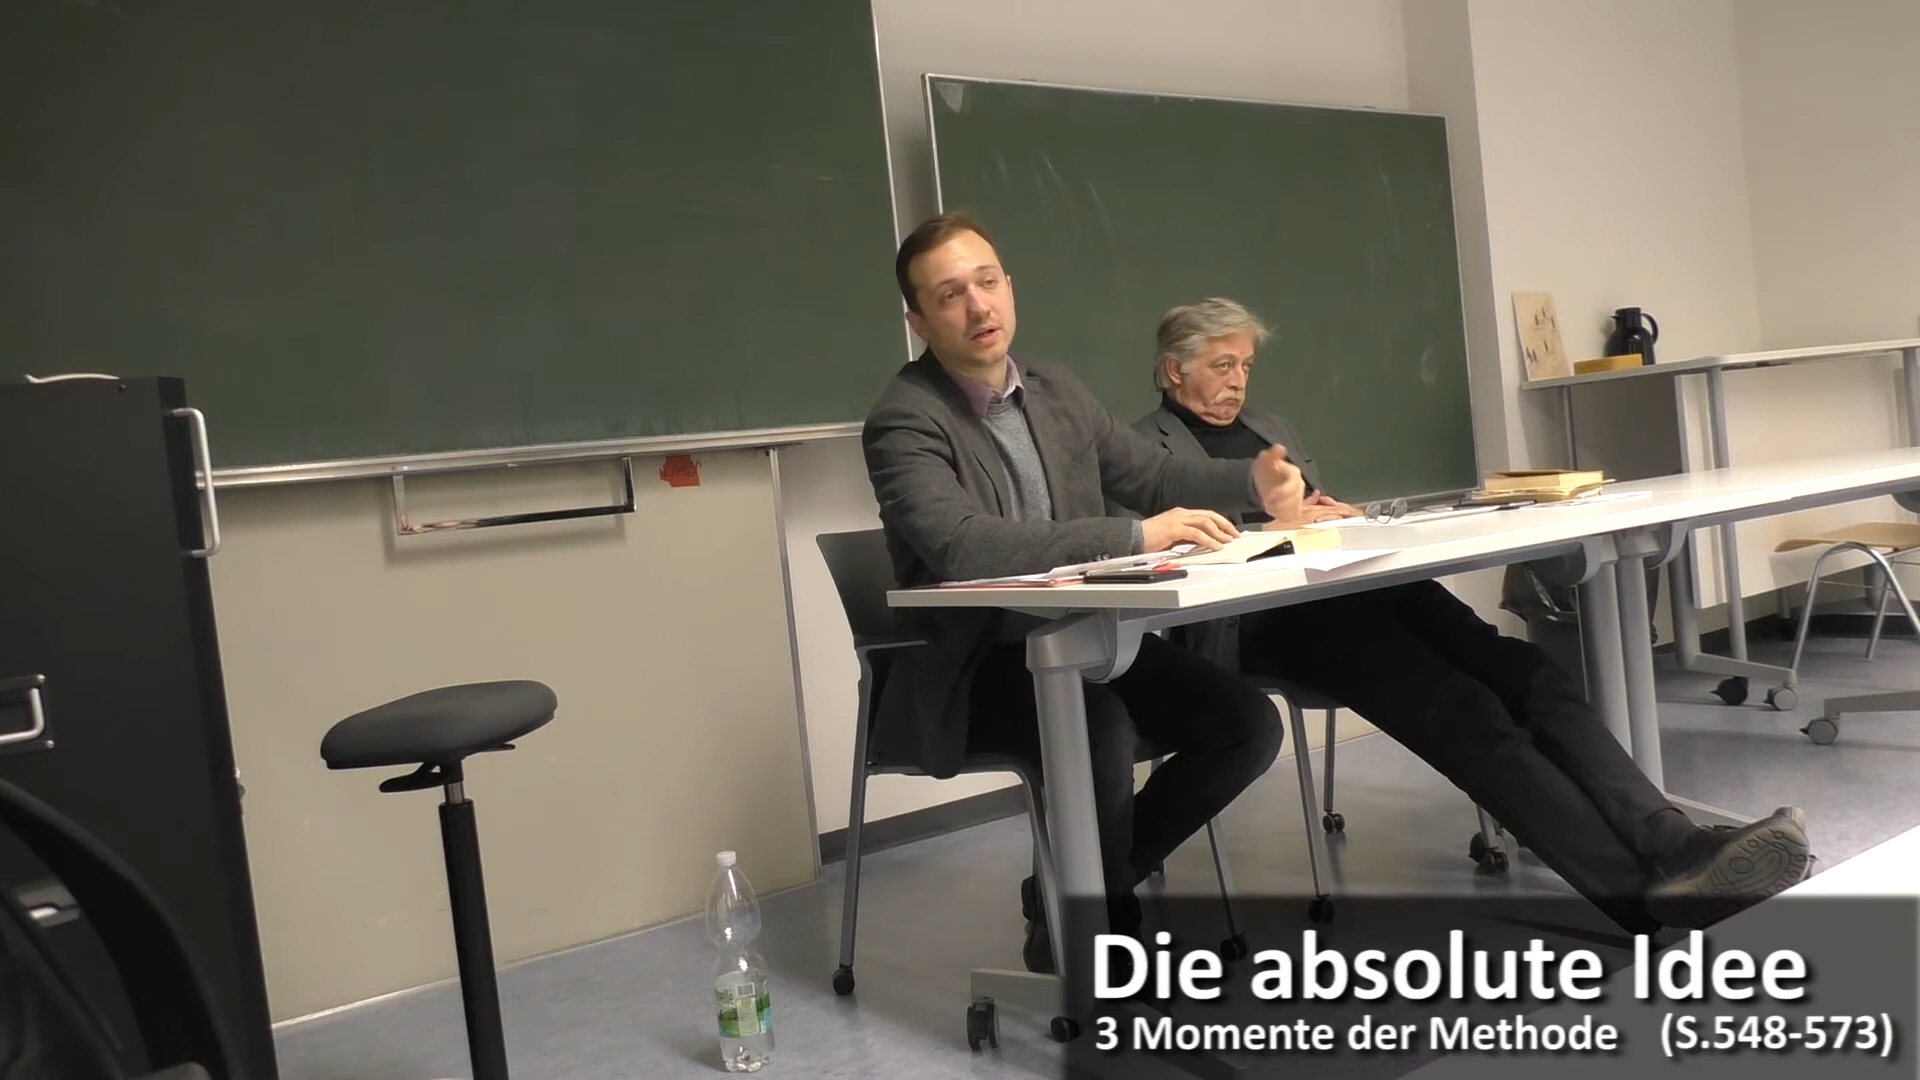 Die absolute Idee
3 Momente der Methode (S.548-573)